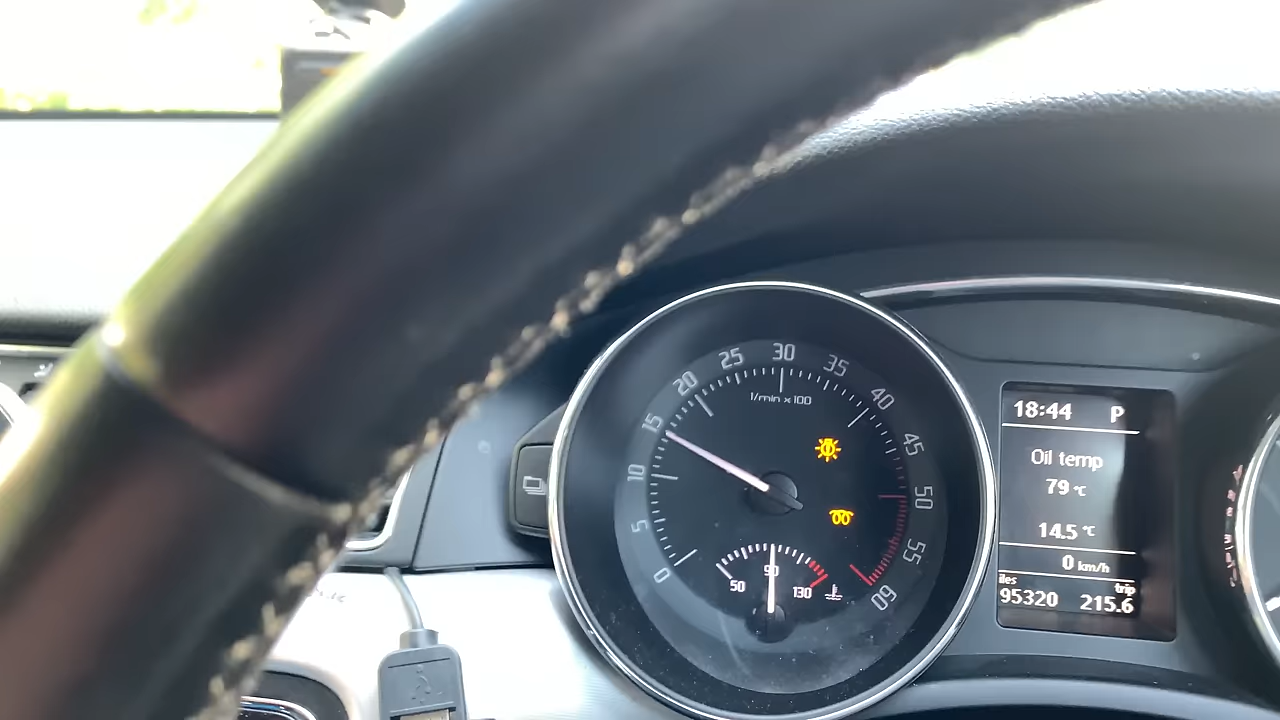 0
5
10
15
20
25
30
35
40
45
50
55
60
1/min x 100
50
90
130
18:44 P
Oil temp
79 °C
14.5 °C
0 km/h
iles trip
95320 215.6